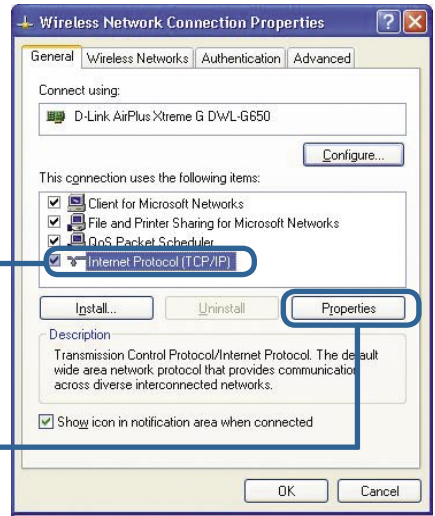 Wireless Network Connection Properties
General Wireless Networks Authentication Advanced
Connect using:
D-Link AirPlus Xtreme G DWL-G650
Configure...
This connection uses the following items:
Client for Microsoft Networks
File and Printer Sharing for Microsoft Networks
QoS Packet Scheduler
Internet Protocol (TCP/IP)
Install... Uninstall Properties
Description
Transmission Control Protocol/Internet Protocol. The default
wide area network protocol that provides communication
across diverse interconnected networks.
Show icon in notification area when connected
OK Cancel